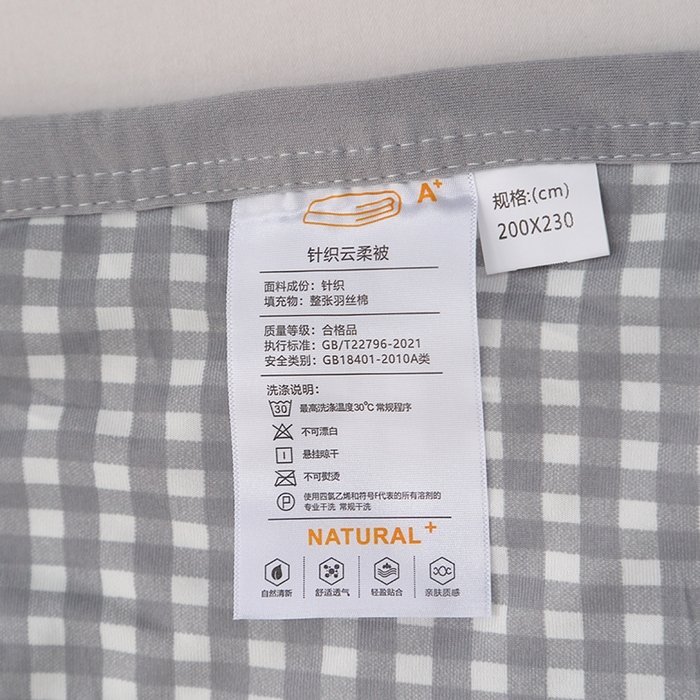 A+
规格:(cm)
200X230
针织云柔被
面料成份：针织
填充物：整张羽丝棉
质量等级：合格品
执行标准：GB/T22796-2021
安全类别：GB18401-2010A类
洗涤说明：
30 最高洗涤温度30℃ 常规程序
不可漂白
悬挂晾干
不可熨烫
P 使用四氯乙烯和符号F代表的所有溶剂的
专业干洗 常规干洗
NATURAL+
自然清新 舒适透气 轻盈贴合 亲肤质感